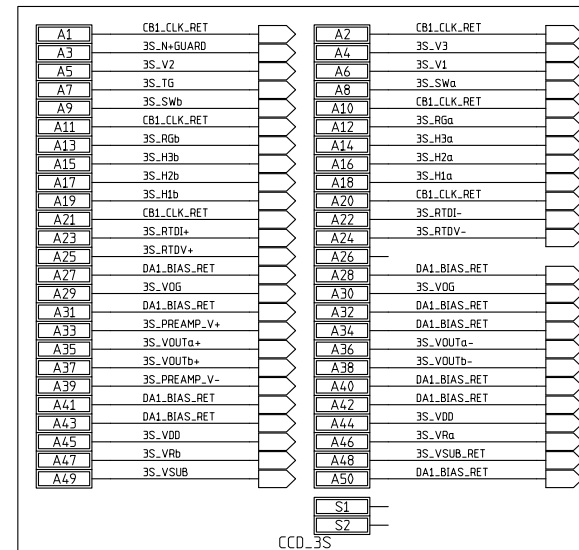 A1 CB1_CLK_RET A2 CB1_CLK_RET
A3 3S_N+GUARD A4 3S_V3
A5 3S_V2 A6 3S_V1
A7 3S_TG A8 3S_SWa
A9 3S_SWb A10 CB1_CLK_RET
A11 CB1_CLK_RET A12 3S_RGa
A13 3S_RGb A14 3S_H3a
A15 3S_H3b A16 3S_H2a
A17 3S_H2b A18 3S_H1a
A19 3S_H1b A20 CB1_CLK_RET
A21 CB1_CLK_RET A22 3S_RTDI-
A23 3S_RTDI+ A24 3S_RTDV-
A25 3S_RTDV+ A26
A27 DA1_BIAS_RET A28 DA1_BIAS_RET
A29 3S_VOG A30 3S_VOG
A31 DA1_BIAS_RET A32 DA1_BIAS_RET
A33 3S_PREAMP_V+ A34 DA1_BIAS_RET
A35 3S_VOUTa+ A36 3S_VOUTa-
A37 3S_VOUTb+ A38 3S_VOUTb-
A39 3S_PREAMP_V- A40 DA1_BIAS_RET
A41 DA1_BIAS_RET A42 DA1_BIAS_RET
A43 DA1_BIAS_RET A44 3S_VDD
A45 3S_VDD A46 3S_VRa
A47 3S_VRb A48 3S_VSUB_RET
A49 3S_VSUB A50 DA1_BIAS_RET
S1
S2
CCD_3S